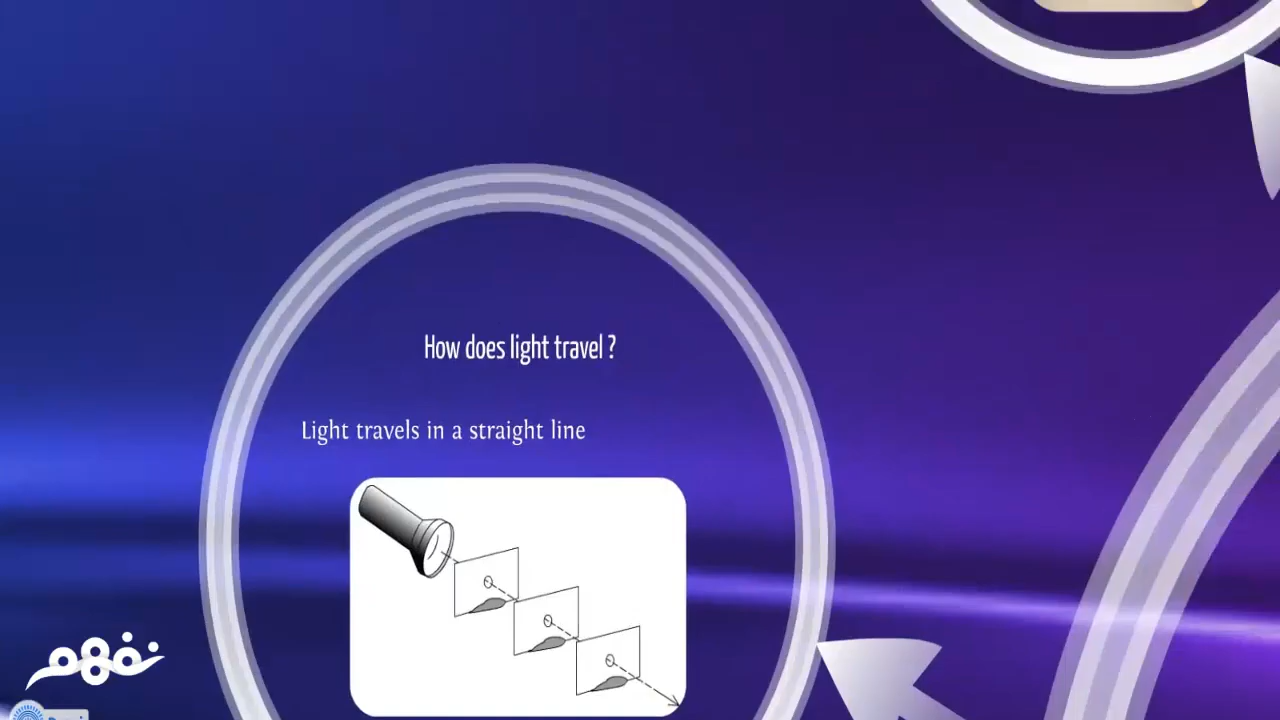 How does light travel ?
Light travels in a straight line
نفهم